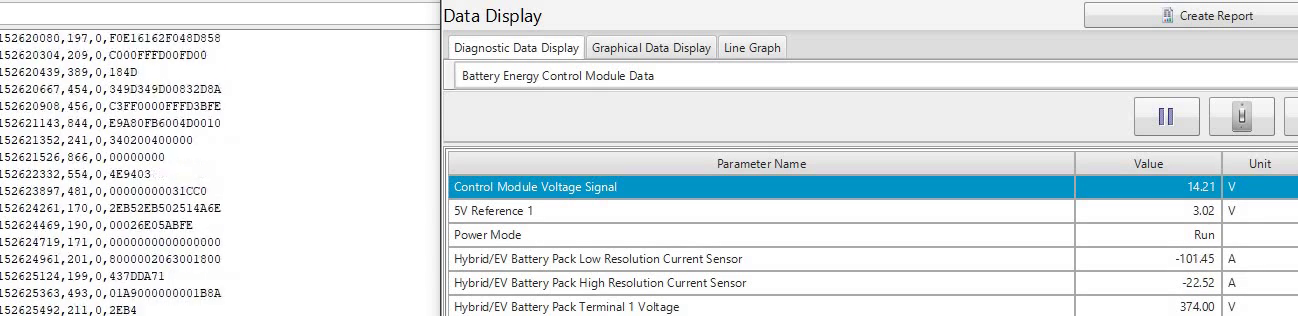 152620080,197,0,F0E16162F048D858
152620304,209,0,C000FFFD00FD00
152620439,389,0,184D
152620667,454,0,349D349D00832D8A
152620908,456,0,C3FF0000FFFD3BFE
152621143,844,0,E9A80FB6004D0010
152621352,241,0,340200400000
152621526,866,0,00000000
152622332,554,0,4E9403
152623897,481,0,00000000031CC0
152624261,170,0,2EB52EB502514A6E
152624469,190,0,00026E05ABFE
152624719,171,0,0000000000000000
152624961,201,0,8000002063001800
152625124,199,0,437DDA71
152625363,493,0,01A9000000001B8A
152625492,211,0,2EB4
Data Display
Create Report
Diagnostic Data Display Graphical Data Display Line Graph
Battery Energy Control Module Data
Parameter Name Value Unit
Control Module Voltage Signal 14.21 V
5V Reference 1 3.02 V
Power Mode Run
Hybrid/EV Battery Pack Low Resolution Current Sensor -101.45 A
Hybrid/EV Battery Pack High Resolution Current Sensor -22.52 A
Hybrid/EV Battery Pack Terminal 1 Voltage 374.00 V